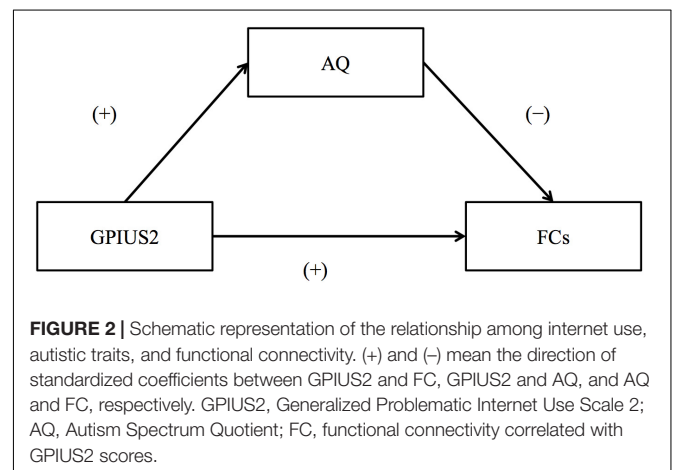 AQ
(+)
(−)
GPIUS2
FCs
(+)
FIGURE 2 | Schematic representation of the relationship among internet use,
autistic traits, and functional connectivity. (+) and (–) mean the direction of
standardized coefficients between GPIUS2 and FC, GPIUS2 and AQ, and AQ
and FC, respectively. GPIUS2, Generalized Problematic Internet Use Scale 2;
AQ, Autism Spectrum Quotient; FC, functional connectivity correlated with
GPIUS2 scores.